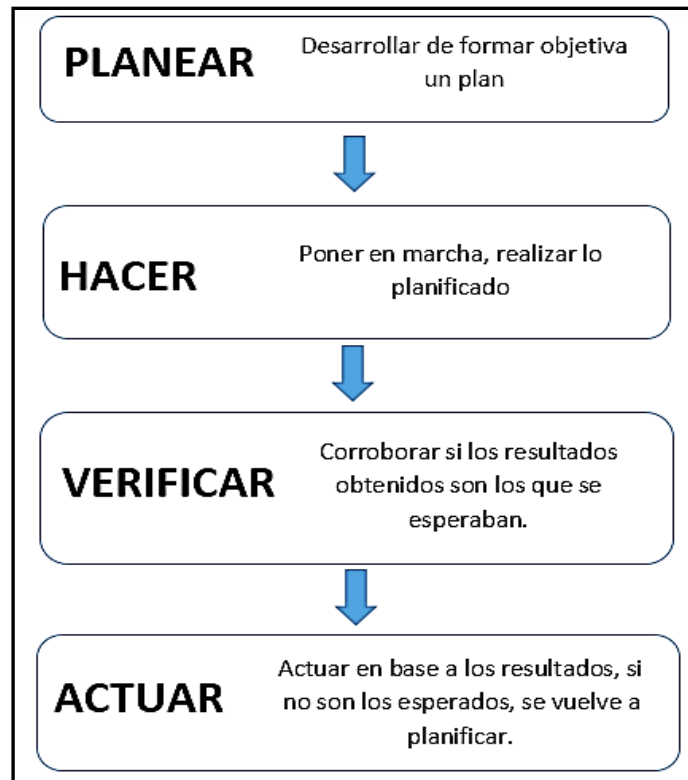 PLANEAR
Desarrollar de formar objetiva
un plan
HACER
Poner en marcha, realizar lo
planificado
VERIFICAR
Corroborar si los resultados
obtenidos son los que se
esperaban.
ACTUAR
Actuar en base a los resultados, si
no son los esperados, se vuelve a
planificar.